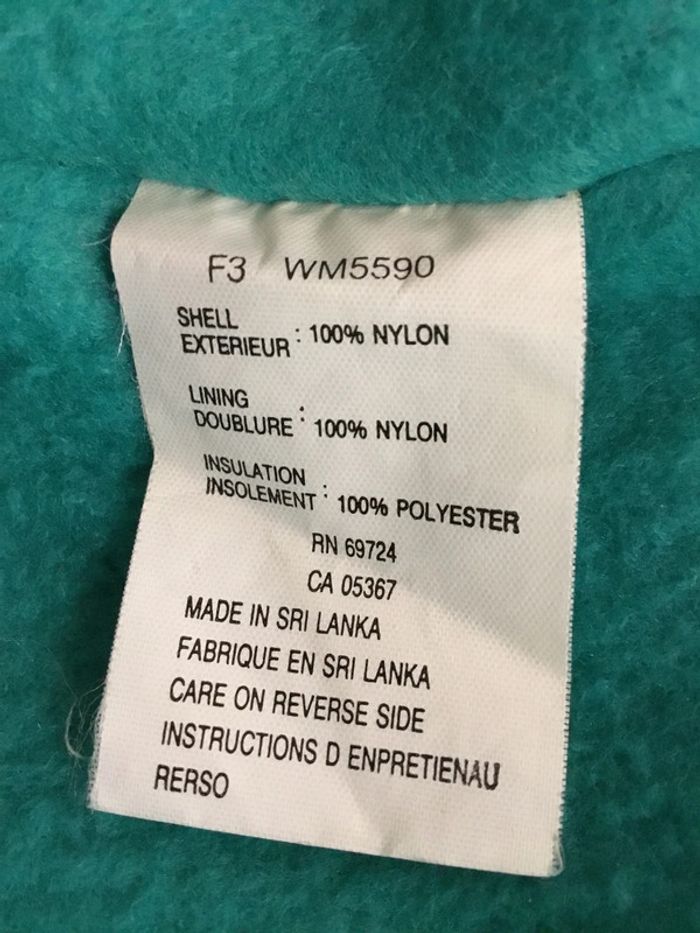 F3 WM5590
SHELL
EXTERIEUR : 100% NYLON
LINING
DOUBLURE : 100% NYLON
INSULATION
INSOLEMENT : 100% POLYESTER
RN 69724
CA 05367
MADE IN SRI LANKA
FABRIQUE EN SRI LANKA
CARE ON REVERSE SIDE
INSTRUCTIONS D ENPRETIENAU
RERSO